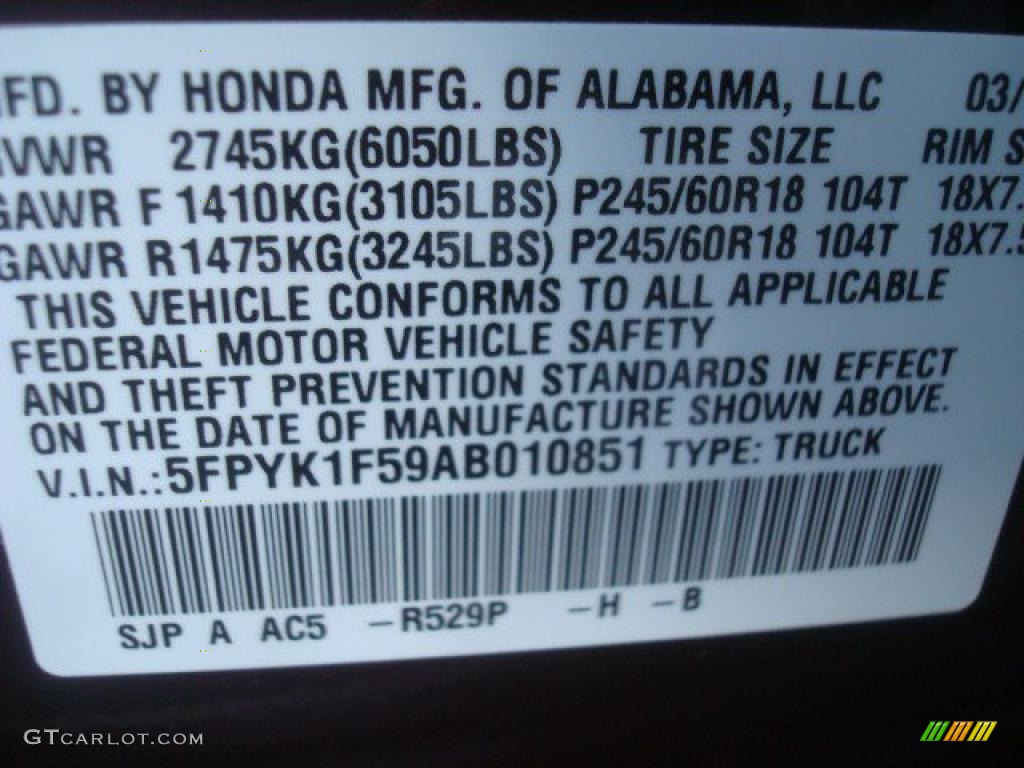 MFD. BY HONDA MFG. OF ALABAMA, LLC 03/
GVWR 2745KG(6050LBS) TIRE SIZE RIM S
GAWR F 1410KG(3105LBS) P245/60R18 104T 18X7.
GAWR R1475KG(3245LBS) P245/60R18 104T 18X7.5
THIS VEHICLE CONFORMS TO ALL APPLICABLE
FEDERAL MOTOR VEHICLE SAFETY
AND THEFT PREVENTION STANDARDS IN EFFECT
ON THE DATE OF MANUFACTURE SHOWN ABOVE.
V.I.N.:5FPYK1F59AB010851 TYPE: TRUCK
SJP A AC5 -R529P -H -B
GTCARLOT.COM